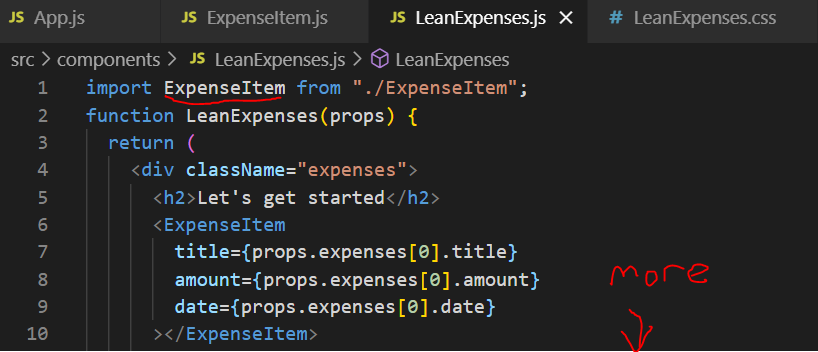 JS App.js JS ExpenseItem.js JS LeanExpenses.js × # LeanExpenses.css
src > components > JS LeanExpenses.js > LeanExpenses
1 import ExpenseItem from "./ExpenseItem";
2 function LeanExpenses(props) {
3 return (
4 <div className="expenses">
5 <h2>Let's get started</h2>
6 <ExpenseItem
7 title={props.expenses[0].title}
8 amount={props.expenses[0].amount}
more
9 date={props.expenses[0].date}
10 ></ExpenseItem>